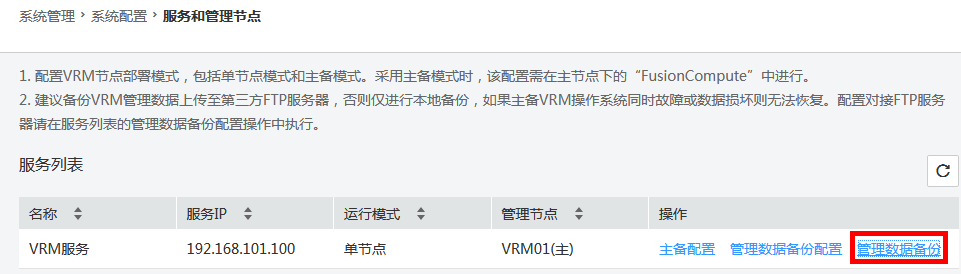 系统管理 › 系统配置 › 服务和管理节点
1. 配置VRM节点部署模式，包括单节点模式和主备模式。采用主备模式时，该配置需在主节点下的“FusionCompute”中进行。
2. 建议备份VRM管理数据上传至第三方FTP服务器，否则仅进行本地备份，如果主备VRM操作系统同时故障或数据损坏则无法恢复。配置对接FTP服务
器请在服务列表的管理数据备份配置操作中执行。
服务列表
名称 服务IP 运行模式 管理节点 操作
VRM服务 192.168.101.100 单节点 VRM01(主) 主备配置 管理数据备份配置 管理数据备份